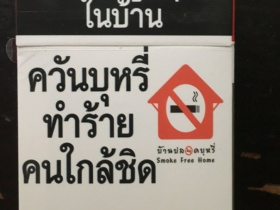 ในบ้าน
ควันบุหรี่
ทำร้าย
คนใกล้ชิด
บ้านปลอดบุหรี่
Smoke Free Home